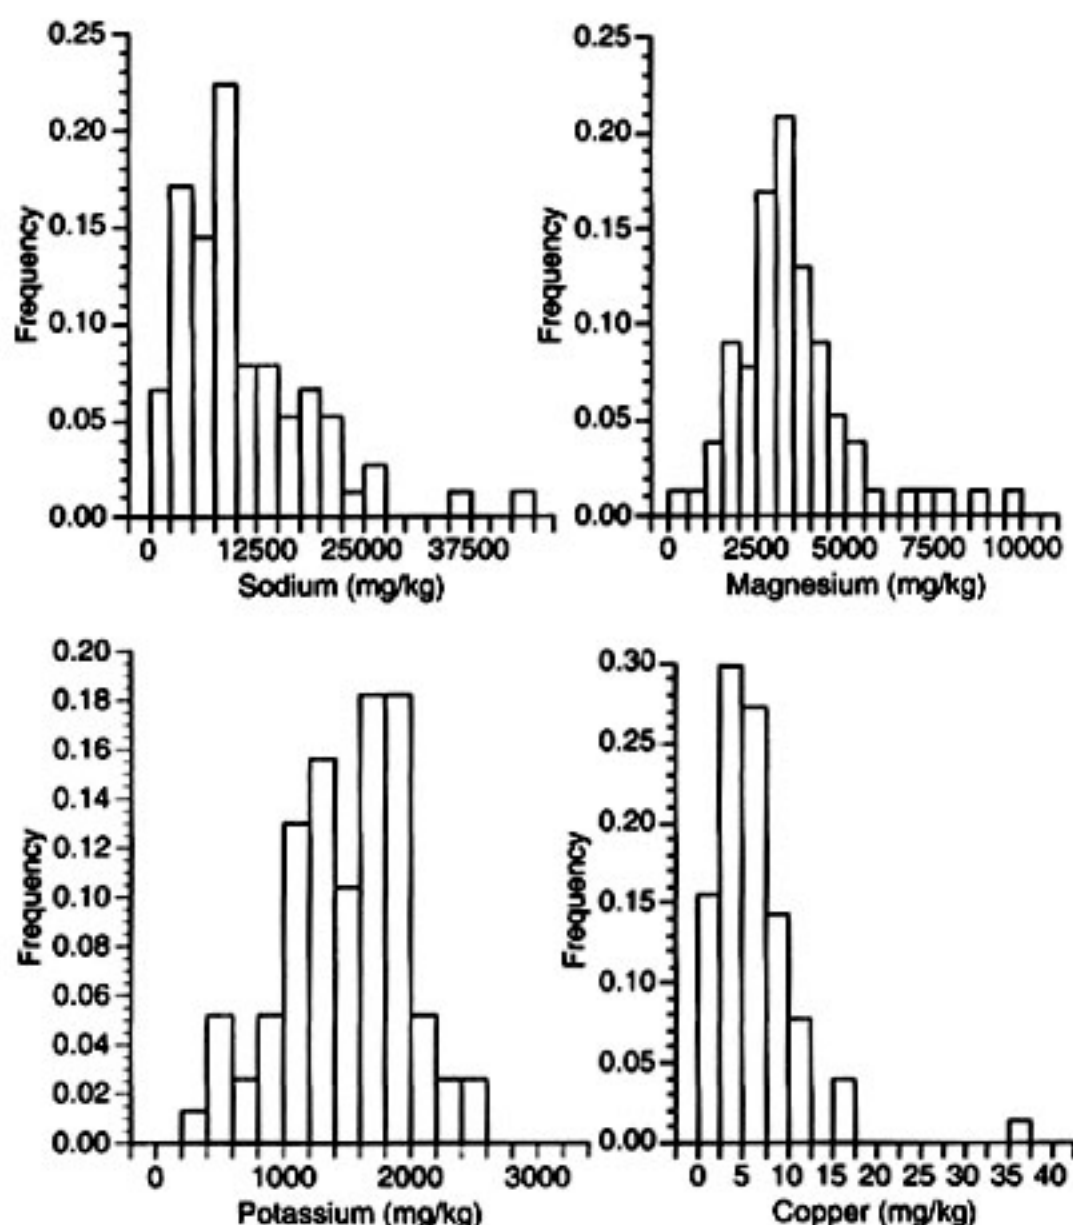 0.25
0.20
0.15
0.10
0.05
0.00
Frequency
0 12500 25000 37500
Sodium (mg/kg)
0.25
0.20
0.15
0.10
0.05
0.00
Frequency
0 2500 5000 7500 10000
Magnesium (mg/kg)
0.20
0.18
0.16
0.14
0.12
0.10
0.08
0.06
0.04
0.02
0.00
Frequency
0 1000 2000 3000
Potassium (mg/kg)
0.30
0.25
0.20
0.15
0.10
0.05
0.00
Frequency
0 5 10 15 20 25 30 35 40
Copper (mg/kg)